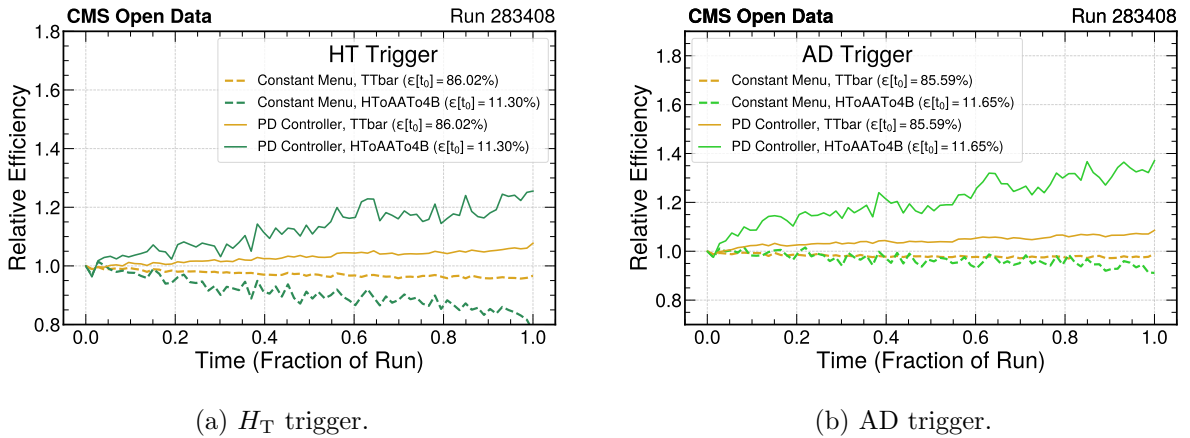 CMS Open Data Run 283408
HT Trigger
Constant Menu, TTbar (ε[t₀] = 86.02%)
Constant Menu, HToAATo4B (ε[t₀] = 11.30%)
PD Controller, TTbar (ε[t₀] = 86.02%)
PD Controller, HToAATo4B (ε[t₀] = 11.30%)
Relative Efficiency
1.8
1.6
1.4
1.2
1.0
0.8
0.0 0.2 0.4 0.6 0.8 1.0
Time (Fraction of Run)
(a) H_T trigger.
CMS Open Data Run 283408
AD Trigger
Constant Menu, TTbar (ε[t₀] = 85.59%)
Constant Menu, HToAATo4B (ε[t₀] = 11.65%)
PD Controller, TTbar (ε[t₀] = 85.59%)
PD Controller, HToAATo4B (ε[t₀] = 11.65%)
Relative Efficiency
1.8
1.6
1.4
1.2
1.0
0.8
0.0 0.2 0.4 0.6 0.8 1.0
Time (Fraction of Run)
(b) AD trigger.